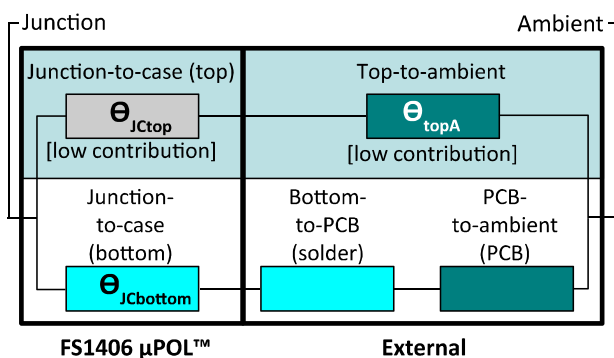 Junction
Ambient
Junction-to-case (top)
Top-to-ambient
ΘJCtop
ΘtopA
[low contribution]
[low contribution]
Junction-
to-case
(bottom)
Bottom-
to-PCB
(solder)
PCB-
to-ambient
(PCB)
ΘJCbottom
FS1406 µPOL™
External